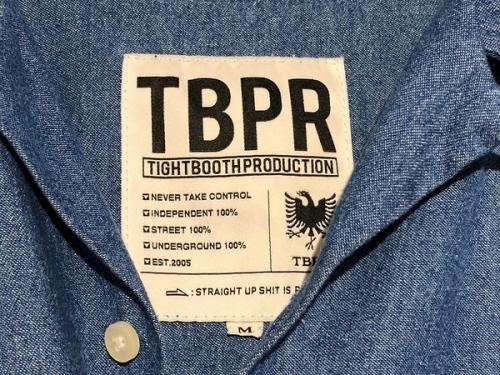 TBPR
TIGHTBOOTHPRODUCTION
NEVER TAKE CONTROL
INDEPENDENT 100%
STREET 100%
UNDERGROUND 100%
EST.2005
: STRAIGHT UP SHIT IS
M